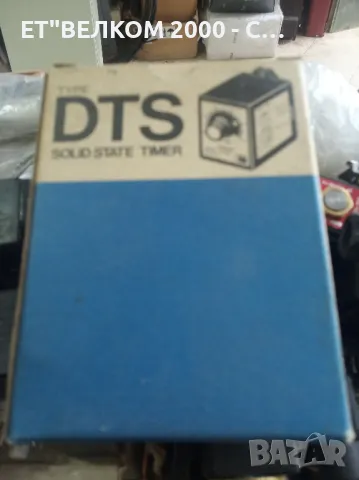 ЕТ"ВЕЛКОМ 2000 - С...
TYPE
DTS
SOLID STATE TIMER
BAZAR